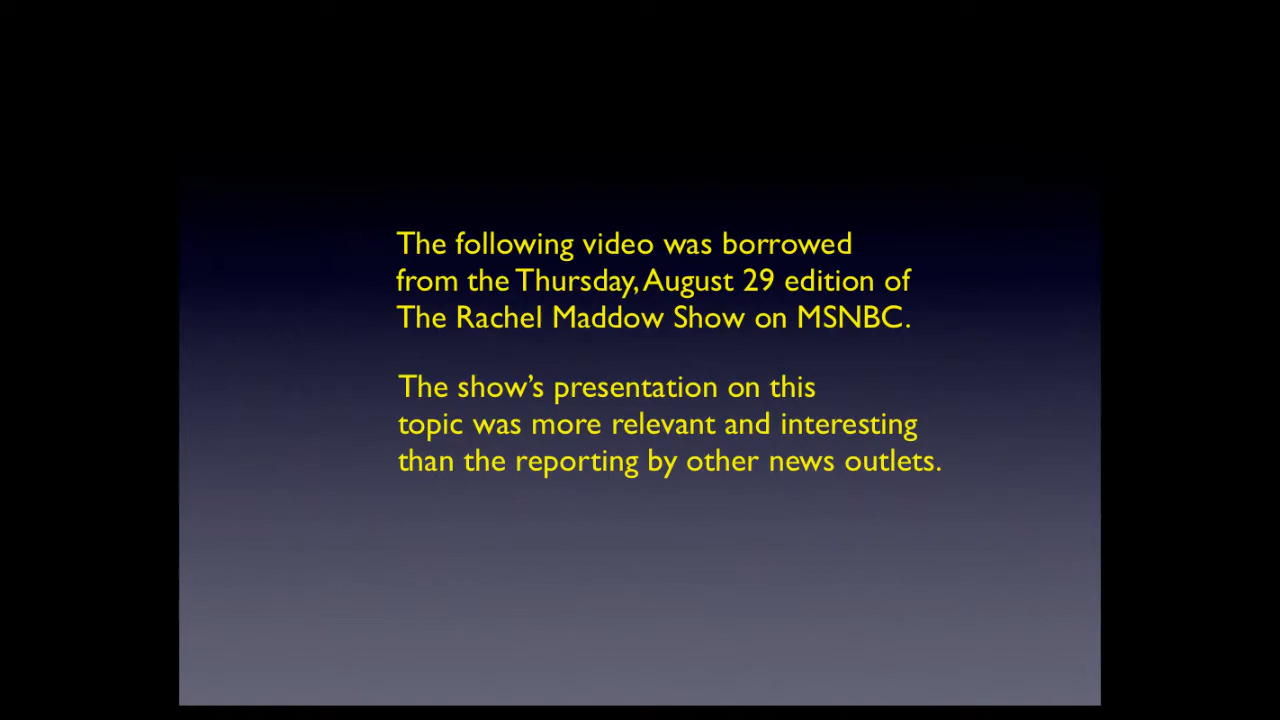 The following video was borrowed
from the Thursday, August 29 edition of
The Rachel Maddow Show on MSNBC.
The show's presentation on this
topic was more relevant and interesting
than the reporting by other news outlets.